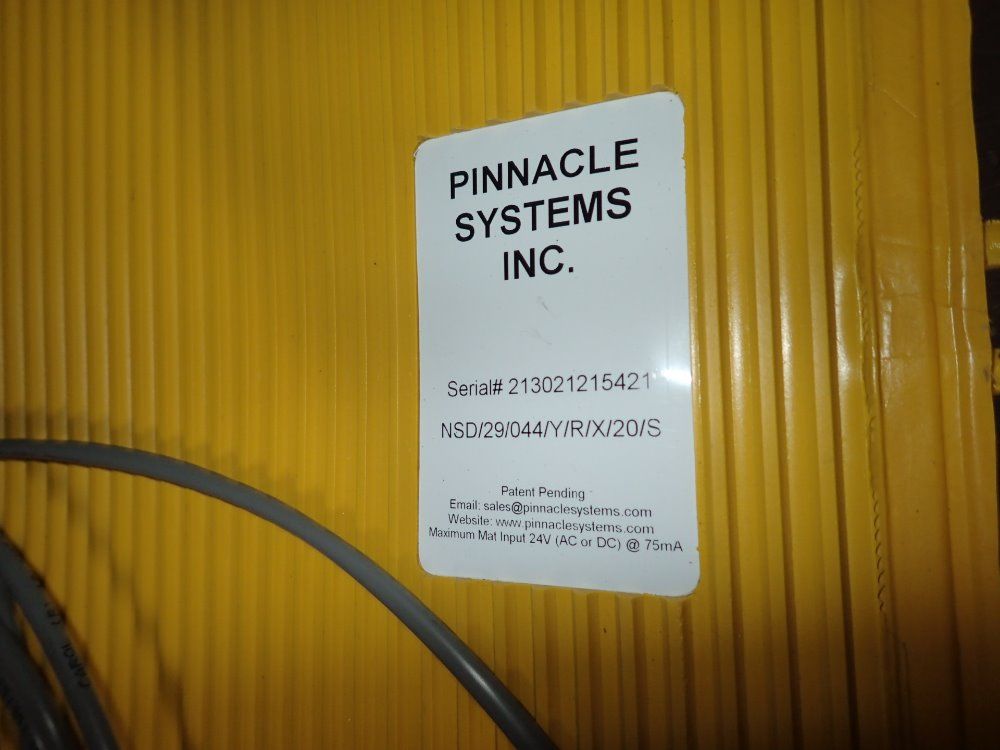 PINNACLE
SYSTEMS
INC.
Serial# 213021215421
NSD/29/044/Y/R/X/20/S
Patent Pending
Email: sales@pinnaclesystems.com
Website: www.pinnaclesystems.com
Maximum Mat Input 24V (AC or DC) @ 75mA
CAROL